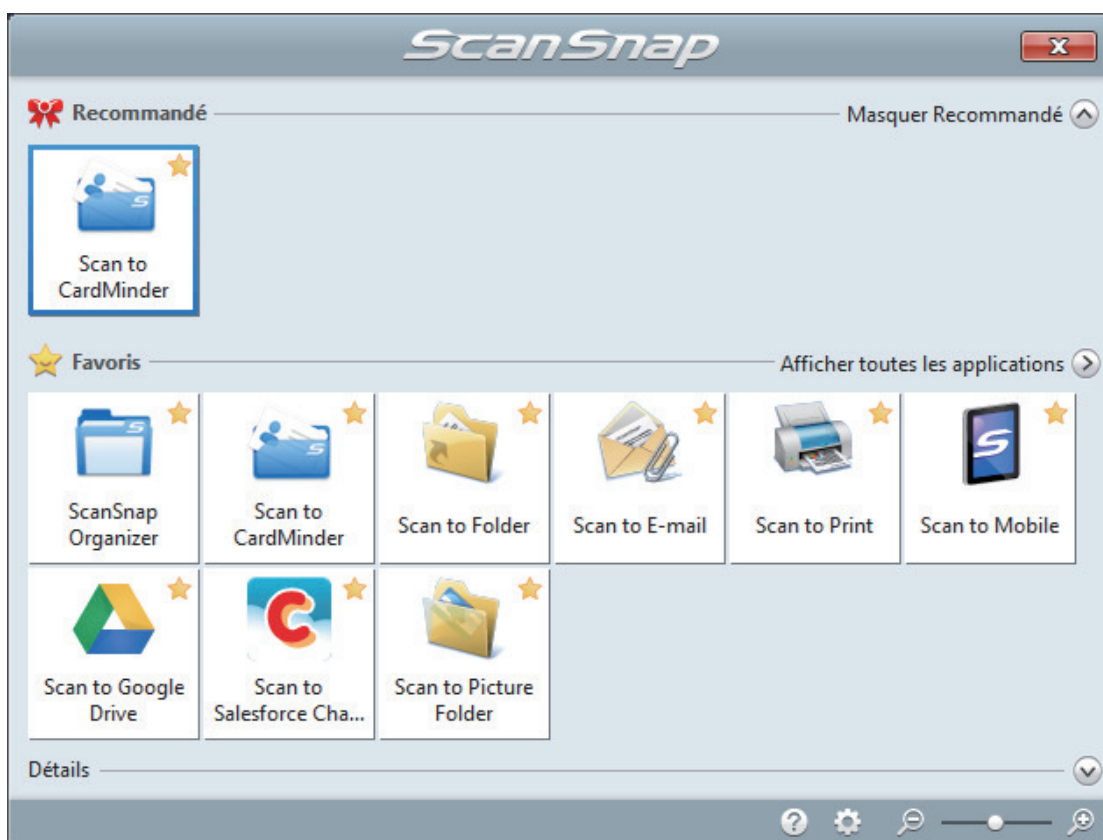 ScanSnap
Recommandé
Masquer Recommandé
Scan to
CardMinder
Favoris
Afficher toutes les applications
ScanSnap
Organizer
Scan to
CardMinder
Scan to Folder
Scan to E-mail
Scan to Print
Scan to Mobile
Scan to Google
Drive
Scan to
Salesforce Cha...
Scan to Picture
Folder
Détails